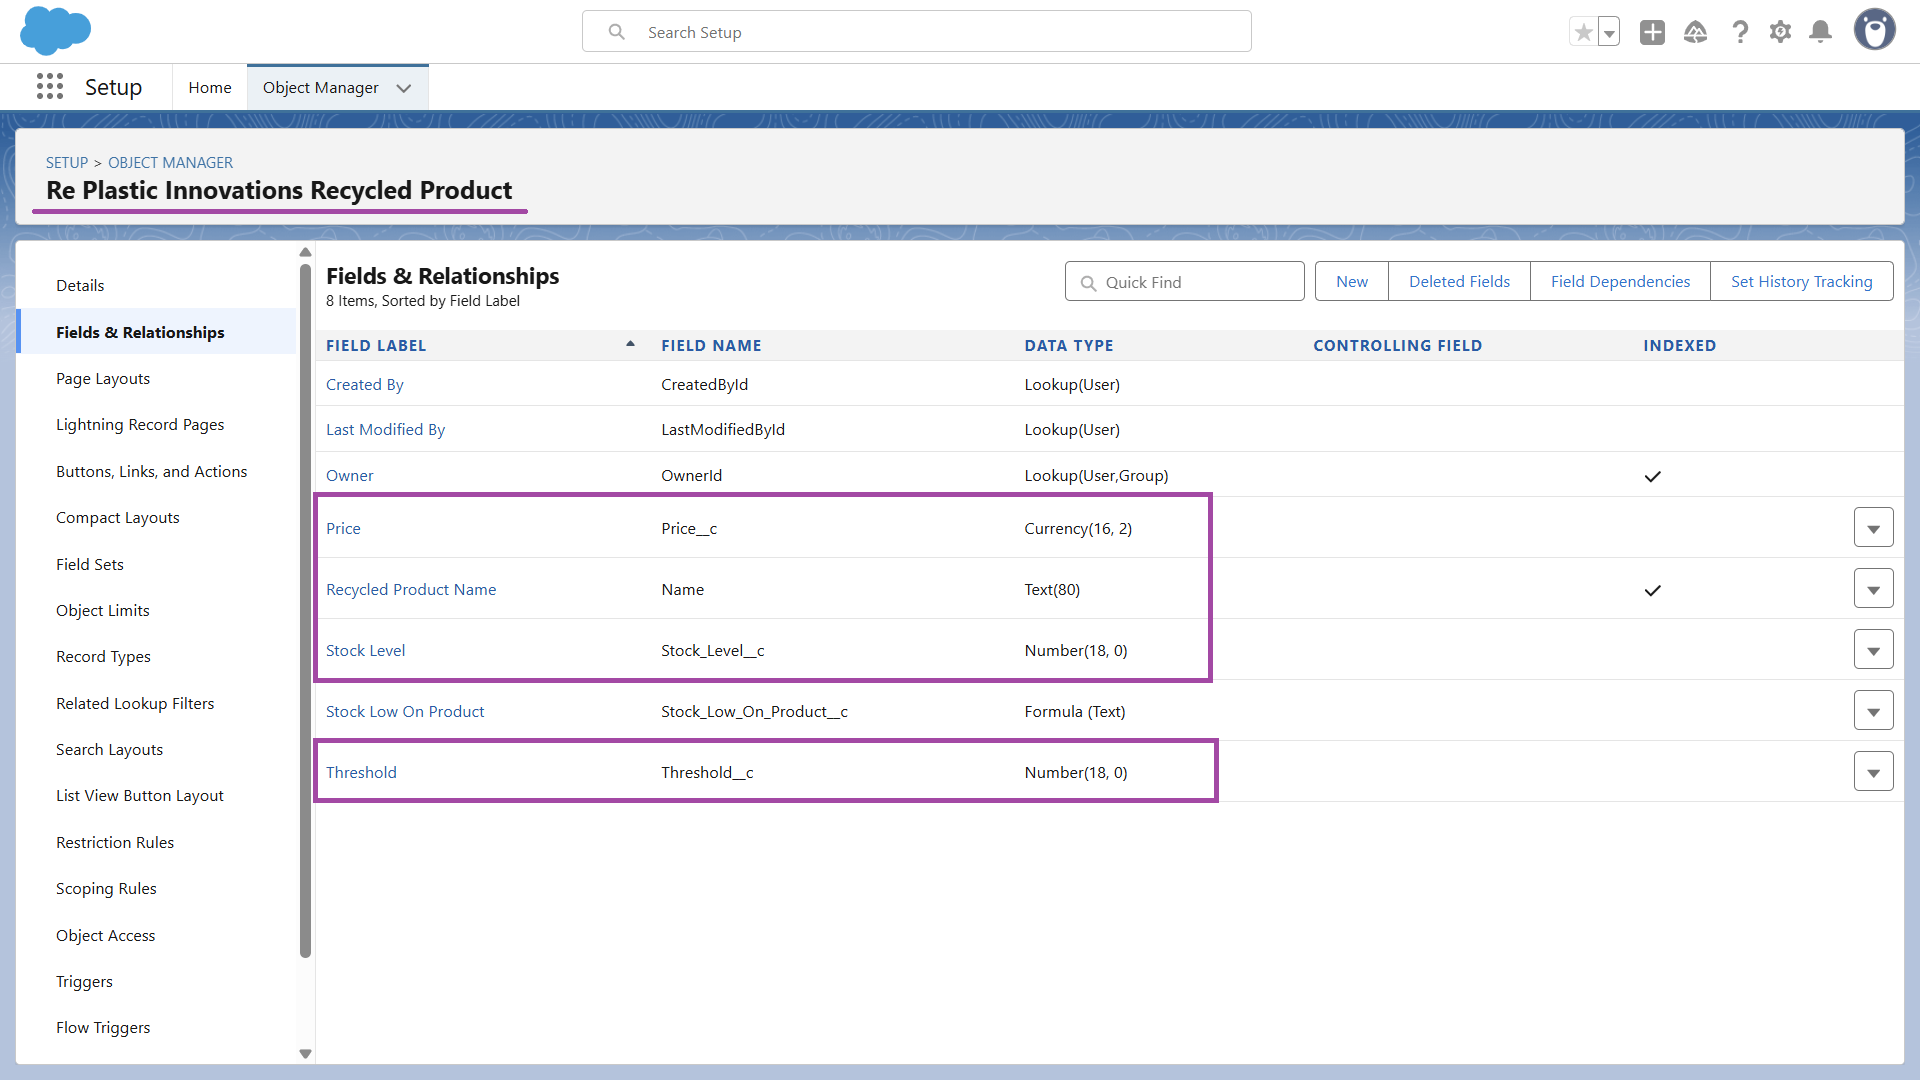 Search Setup
Setup
Home
Object Manager
SETUP > OBJECT MANAGER
Re Plastic Innovations Recycled Product
Details
Fields & Relationships
Page Layouts
Lightning Record Pages
Buttons, Links, and Actions
Compact Layouts
Field Sets
Object Limits
Record Types
Related Lookup Filters
Search Layouts
List View Button Layout
Restriction Rules
Scoping Rules
Object Access
Triggers
Flow Triggers
Fields & Relationships
8 Items, Sorted by Field Label
Quick Find
New
Deleted Fields
Field Dependencies
Set History Tracking
FIELD LABEL FIELD NAME DATA TYPE CONTROLLING FIELD INDEXED
Created By CreatedById Lookup(User)
Last Modified By LastModifiedById Lookup(User)
Owner OwnerId Lookup(User,Group)
Price Price__c Currency(16, 2)
Recycled Product Name Name Text(80)
Stock Level Stock_Level__c Number(18, 0)
Stock Low On Product Stock_Low_On_Product__c Formula (Text)
Threshold Threshold__c Number(18, 0)